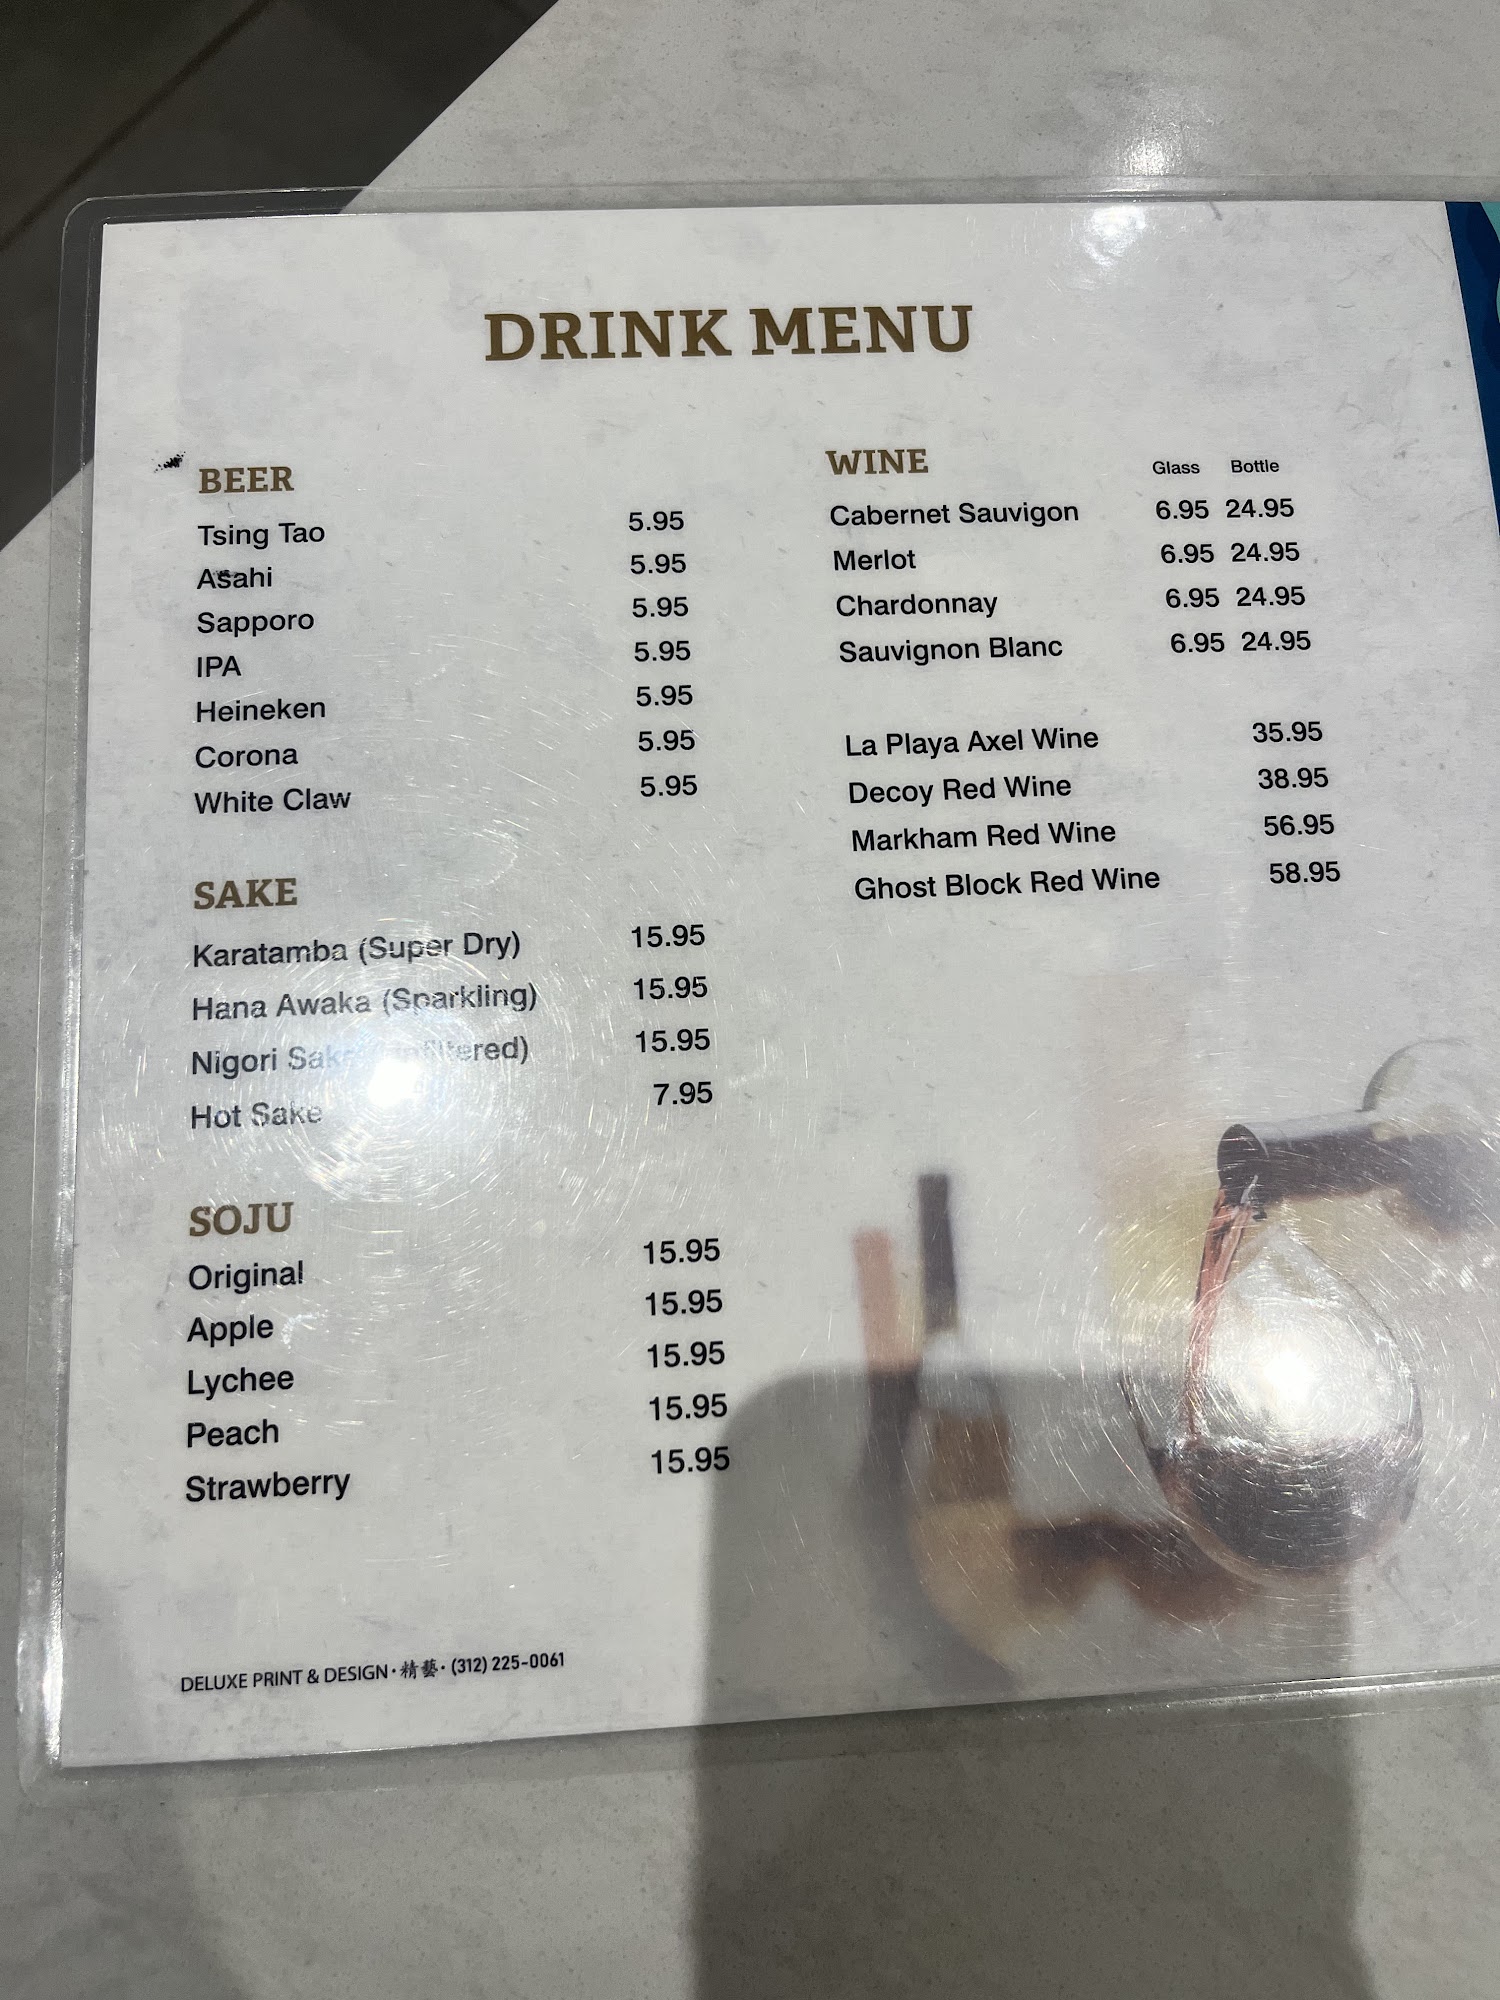 DRINK MENU
BEER
Tsing Tao 5.95
Asahi 5.95
Sapporo 5.95
IPA 5.95
Heineken 5.95
Corona 5.95
White Claw 5.95
SAKE
Karatamba (Super Dry) 15.95
Hana Awaka (Sparkling) 15.95
Nigori Sake (Unfiltered) 15.95
Hot Sake 7.95
SOJU
Original 15.95
Apple 15.95
Lychee 15.95
Peach 15.95
Strawberry 15.95
WINE Glass Bottle
Cabernet Sauvigon 6.95 24.95
Merlot 6.95 24.95
Chardonnay 6.95 24.95
Sauvignon Blanc 6.95 24.95
La Playa Axel Wine 35.95
Decoy Red Wine 38.95
Markham Red Wine 56.95
Ghost Block Red Wine 58.95
DELUXE PRINT & DESIGN · 精藝 · (312) 225-0061